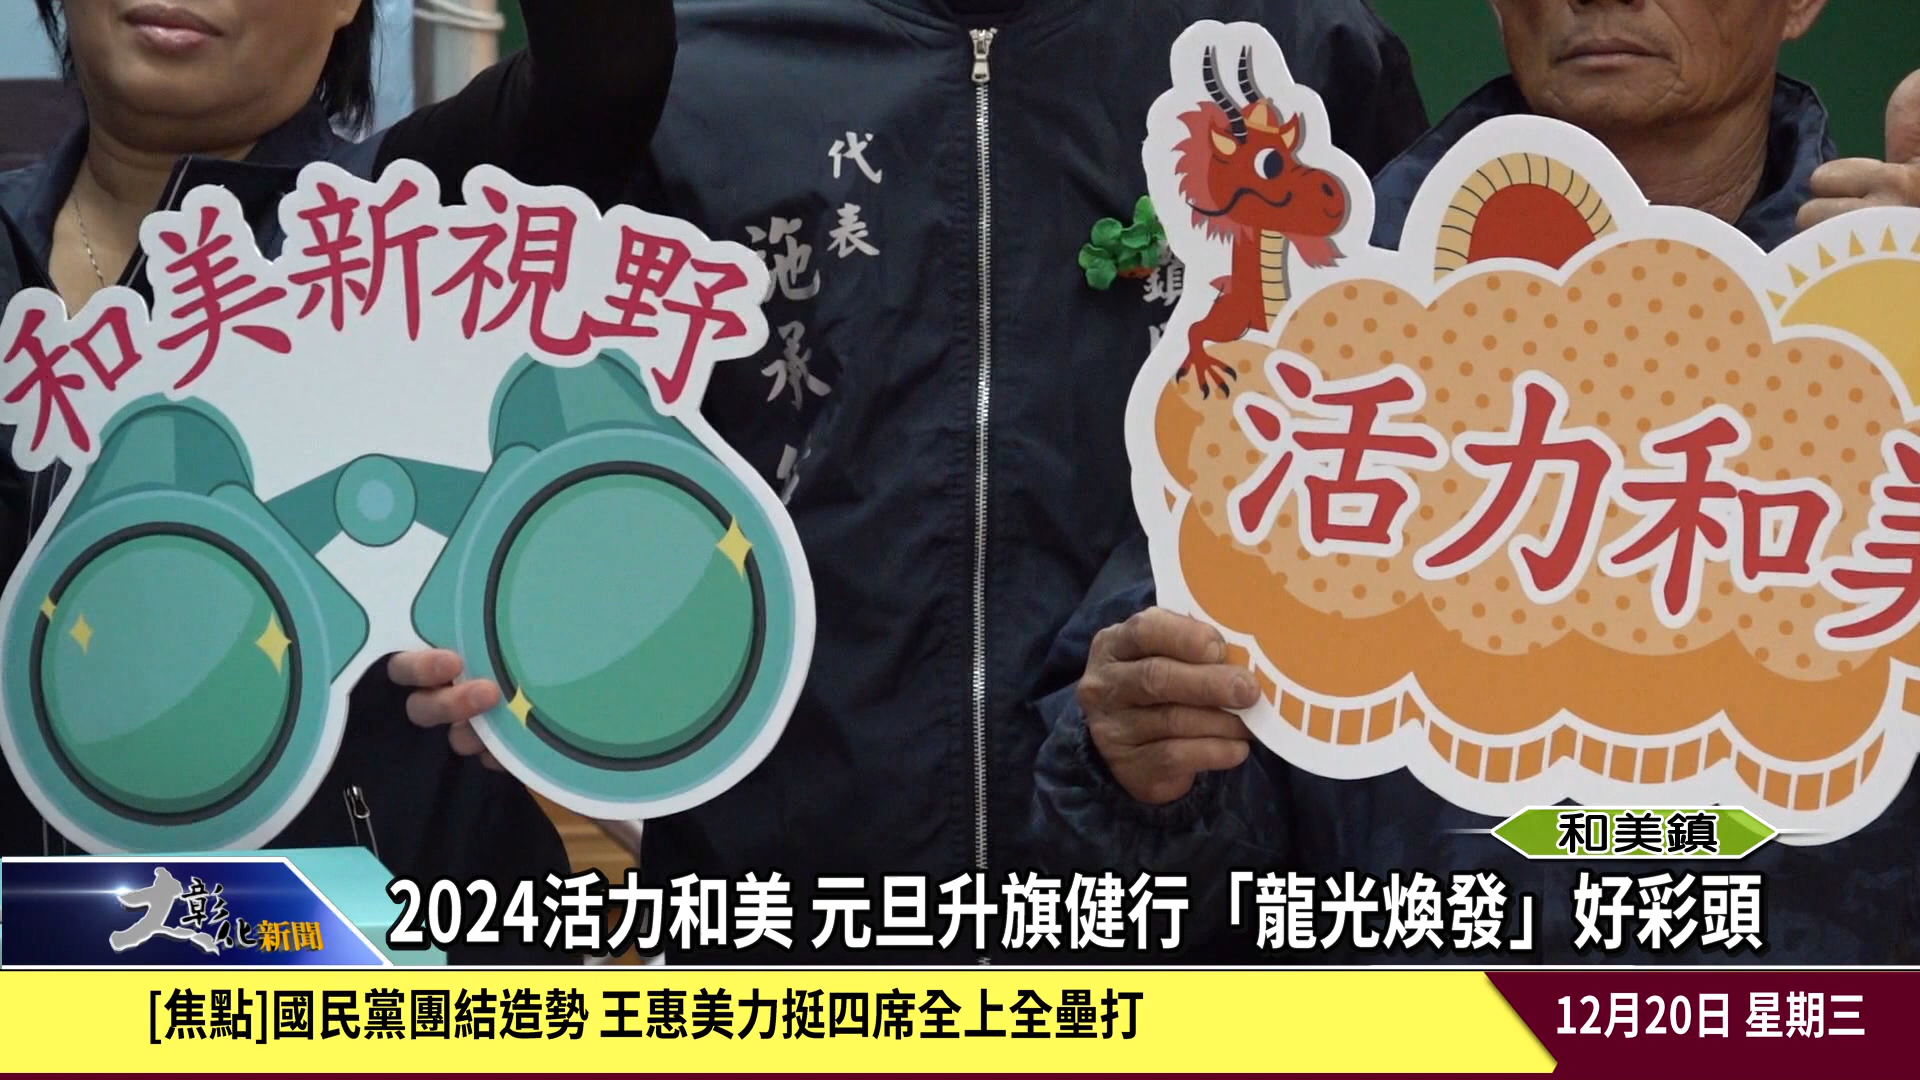 代表
施承
鎮
和美新視野
活力和美
和美鎮
大彰化新聞
2024活力和美 元旦升旗健行「龍光煥發」好彩頭
[焦點]國民黨團結造勢 王惠美力挺四席全上全壘打
12月20日 星期三